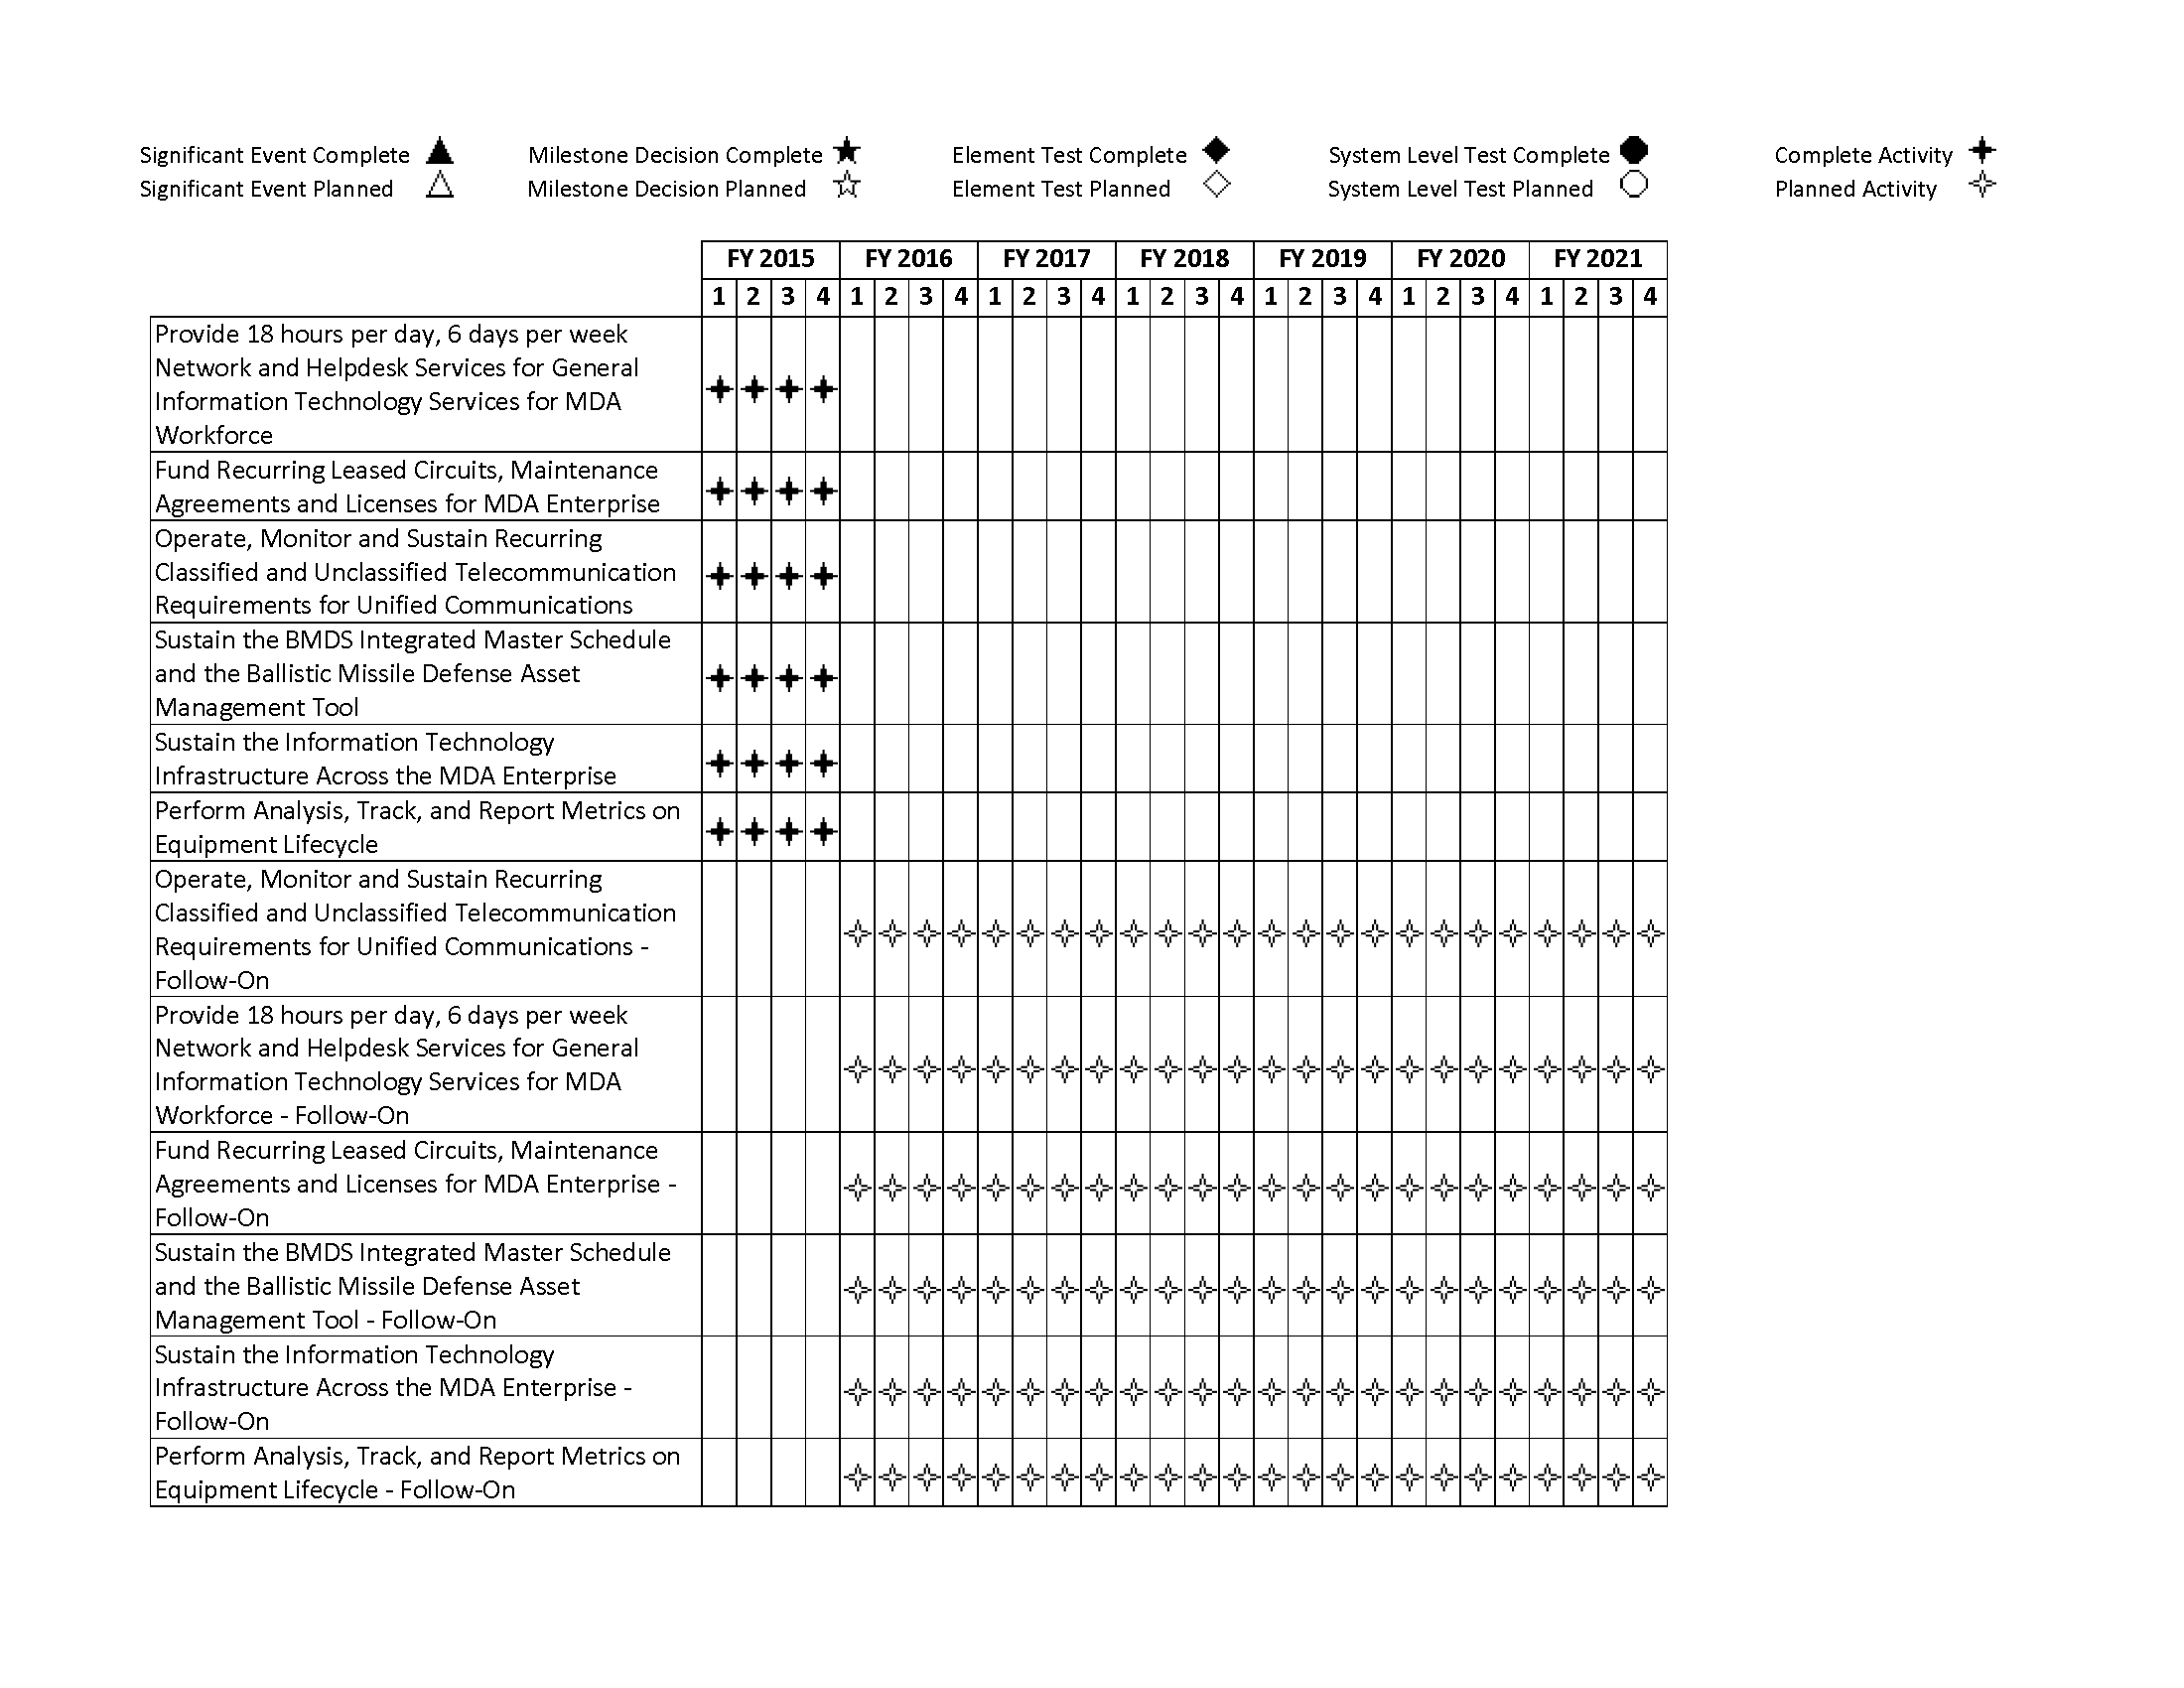 Significant Event Complete Milestone Decision Complete Element Test Complete System Level Test Complete Complete Activity
Significant Event Planned Milestone Decision Planned Element Test Planned System Level Test Planned Planned Activity
FY 2015 FY 2016 FY 2017 FY 2018 FY 2019 FY 2020 FY 2021
1 2 3 4 1 2 3 4 1 2 3 4 1 2 3 4 1 2 3 4 1 2 3 4 1 2 3 4
Provide 18 hours per day, 6 days per week
Network and Helpdesk Services for General
Information Technology Services for MDA
Workforce
Fund Recurring Leased Circuits, Maintenance
Agreements and Licenses for MDA Enterprise
Operate, Monitor and Sustain Recurring
Classified and Unclassified Telecommunication
Requirements for Unified Communications
Sustain the BMDS Integrated Master Schedule
and the Ballistic Missile Defense Asset
Management Tool
Sustain the Information Technology
Infrastructure Across the MDA Enterprise
Perform Analysis, Track, and Report Metrics on
Equipment Lifecycle
Operate, Monitor and Sustain Recurring
Classified and Unclassified Telecommunication
Requirements for Unified Communications -
Follow-On
Provide 18 hours per day, 6 days per week
Network and Helpdesk Services for General
Information Technology Services for MDA
Workforce - Follow-On
Fund Recurring Leased Circuits, Maintenance
Agreements and Licenses for MDA Enterprise -
Follow-On
Sustain the BMDS Integrated Master Schedule
and the Ballistic Missile Defense Asset
Management Tool - Follow-On
Sustain the Information Technology
Infrastructure Across the MDA Enterprise -
Follow-On
Perform Analysis, Track, and Report Metrics on
Equipment Lifecycle - Follow-On